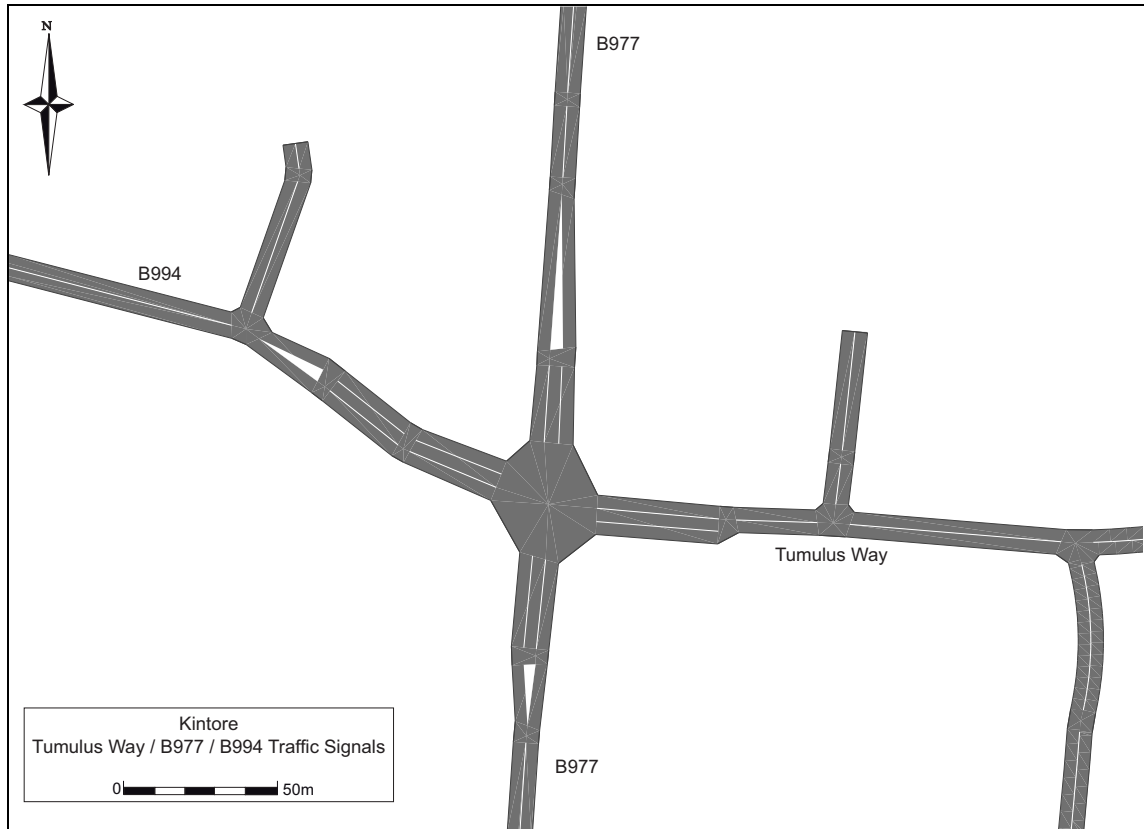 N
B977
B994
Tumulus Way
Kintore
Tumulus Way / B977 / B994 Traffic Signals
0 50m
B977